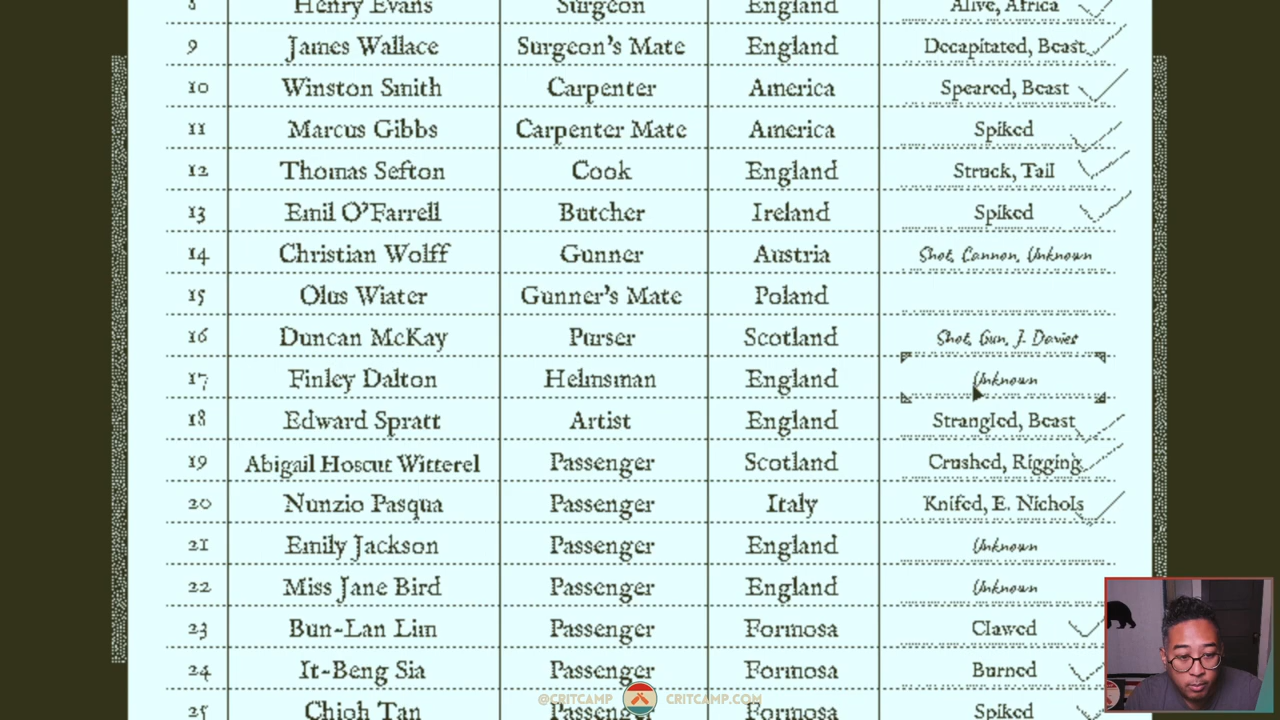 8 Henry Evans Surgeon England Alive, Africa
9 James Wallace Surgeon's Mate England Decapitated, Beast
10 Winston Smith Carpenter America Speared, Beast
11 Marcus Gibbs Carpenter Mate America Spiked
12 Thomas Sefton Cook England Struck, Tail
13 Emil O'Farrell Butcher Ireland Spiked
14 Christian Wolff Gunner Austria Shot, Cannon, Unknown
15 Olus Wiater Gunner's Mate Poland
16 Duncan McKay Purser Scotland Shot, Gun, J. Davies
17 Finley Dalton Helmsman England Unknown
18 Edward Spratt Artist England Strangled, Beast
19 Abigail Hoscut Witterel Passenger Scotland Crushed, Rigging
20 Nunzio Pasqua Passenger Italy Knifed, E. Nichols
21 Emily Jackson Passenger England Unknown
22 Miss Jane Bird Passenger England Unknown
23 Bun-Lan Lim Passenger Formosa Clawed
24 It-Beng Sia Passenger Formosa Burned
25 Chioh Tan Passenger Formosa Spiked
@CRITCAMP CRITCAMP.COM